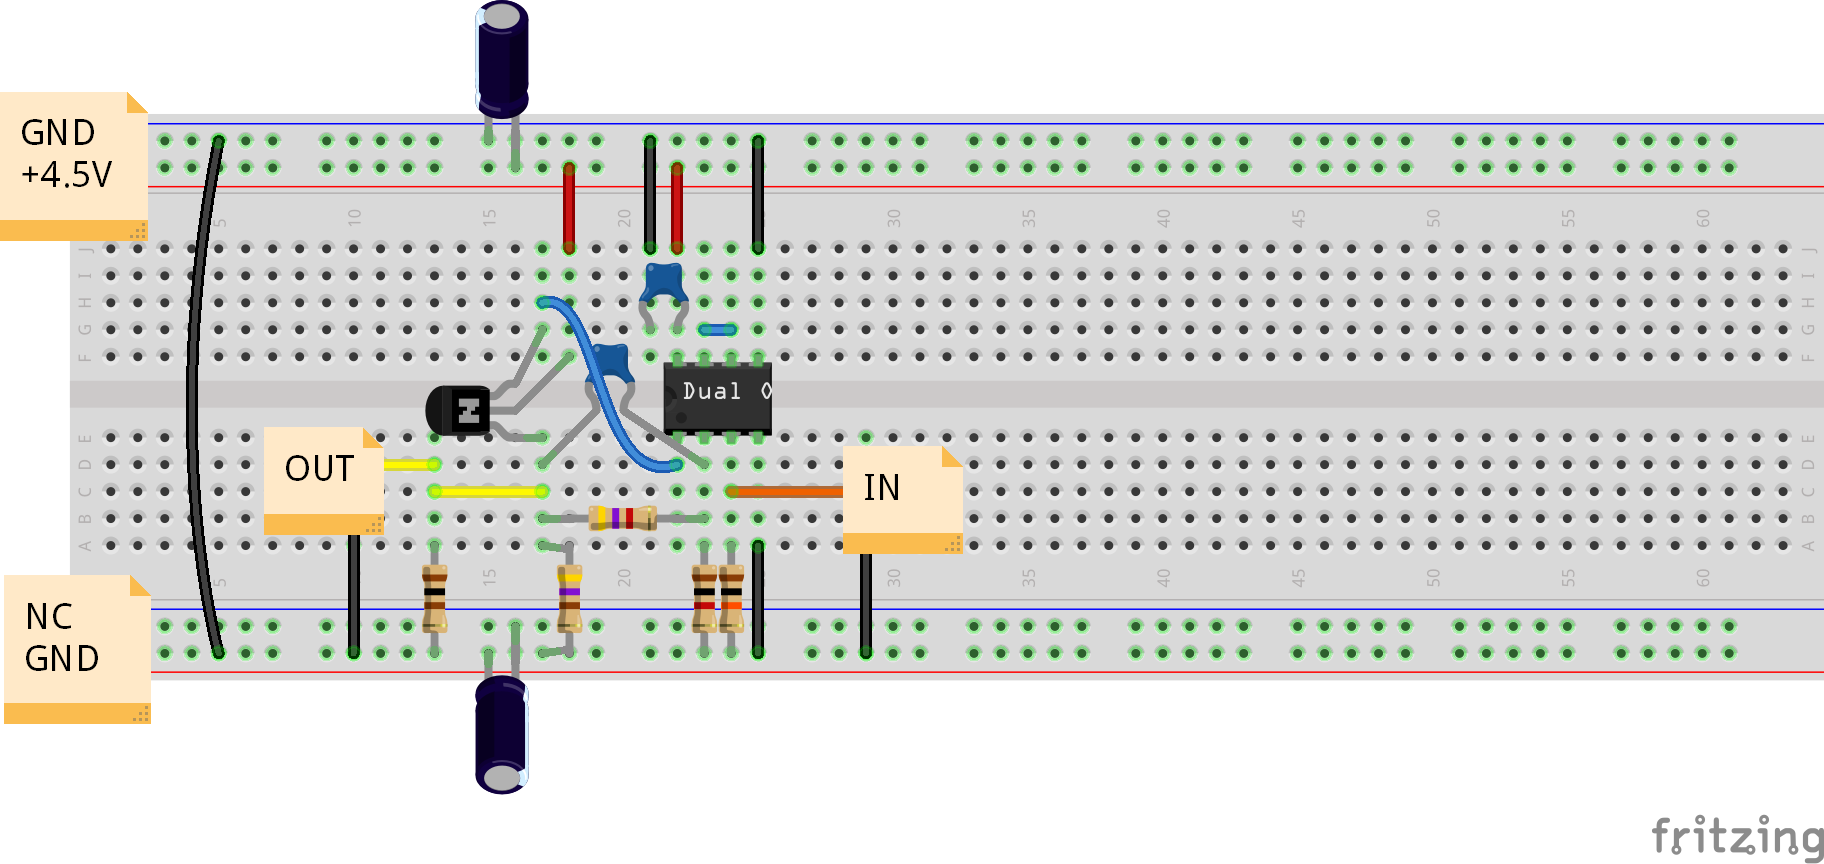 GND
+4.5V
5 10 15 20 30 35 40 45 50 55 60
J J
I I
H H
G G
F F
N
Dual O
E E
D D
OUT
C C
IN
B B
A A
5 15 20 30 35 40 45 50 55 60
NC
GND
fritzing